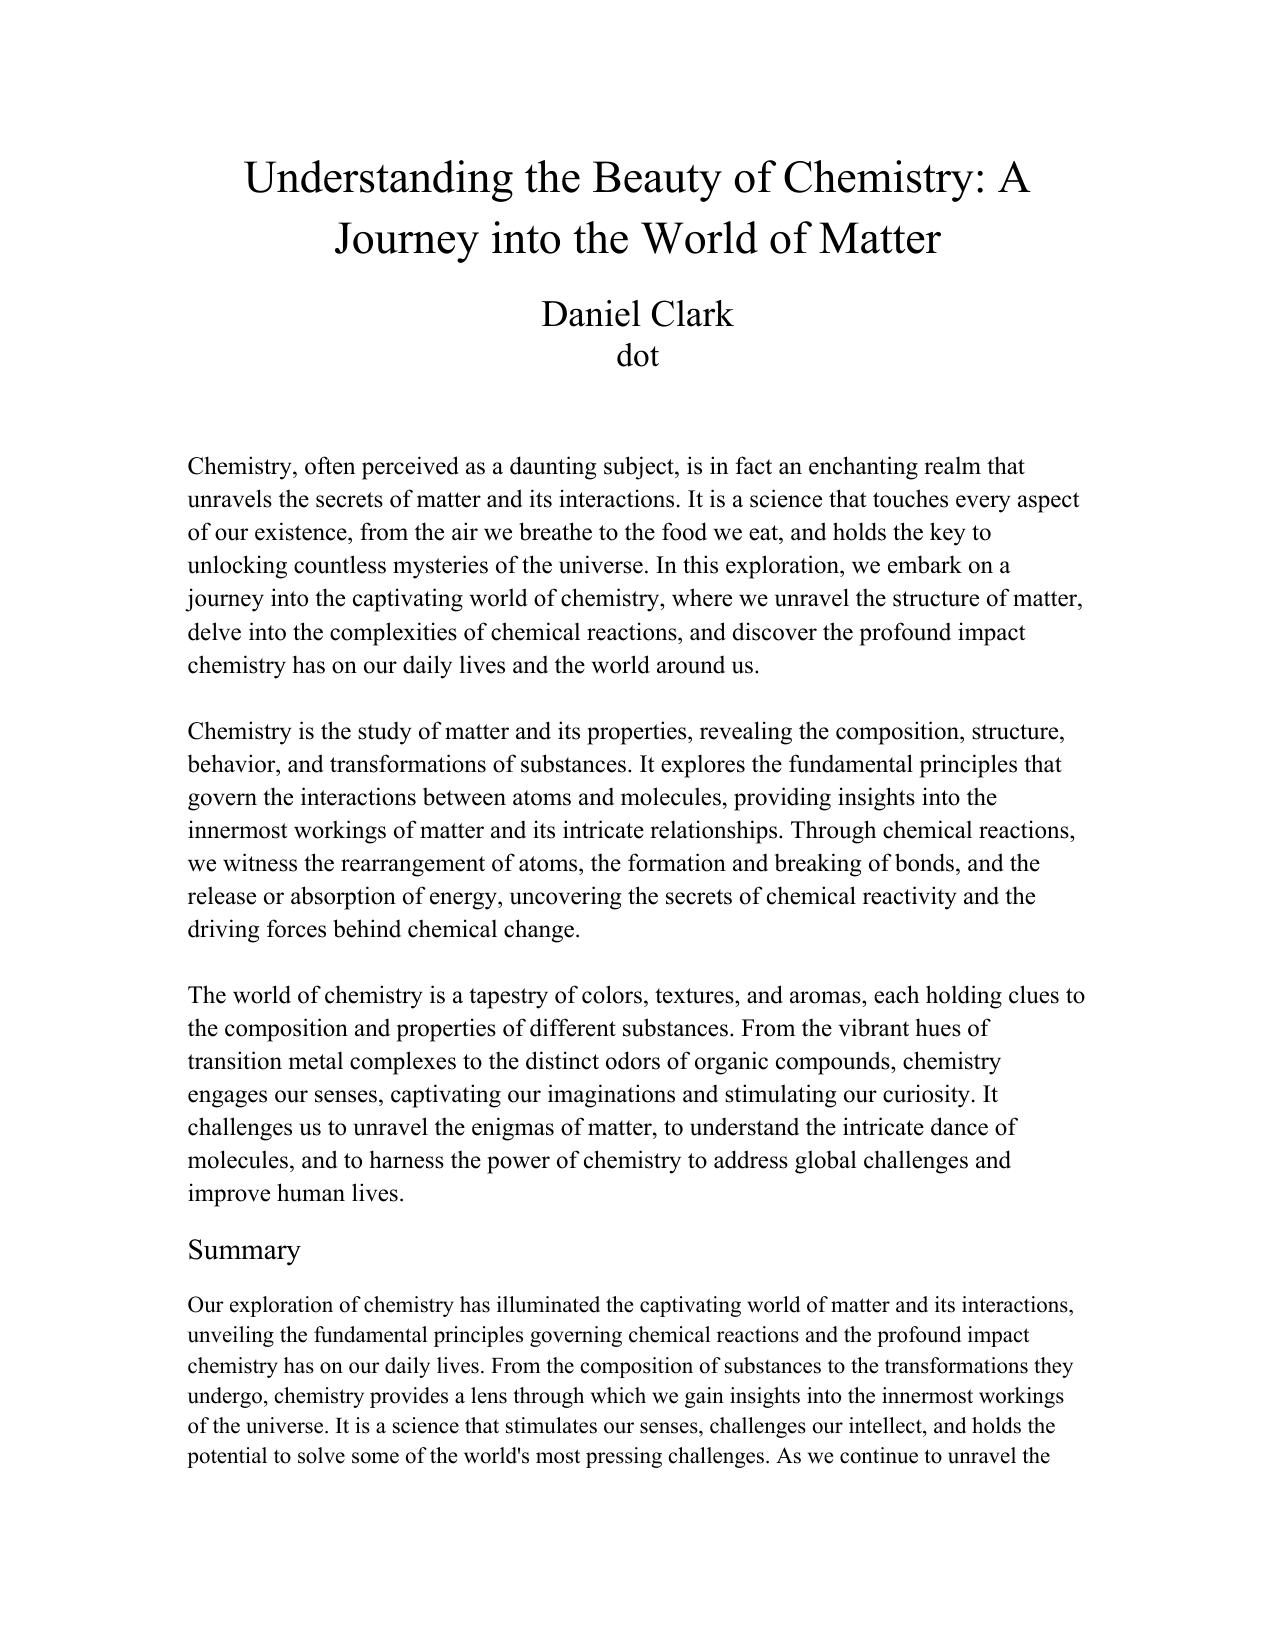 Understanding the Beauty of Chemistry: A
Journey into the World of Matter
Daniel Clark
dot
Chemistry, often perceived as a daunting subject, is in fact an enchanting realm that
unravels the secrets of matter and its interactions. It is a science that touches every aspect
of our existence, from the air we breathe to the food we eat, and holds the key to
unlocking countless mysteries of the universe. In this exploration, we embark on a
journey into the captivating world of chemistry, where we unravel the structure of matter,
delve into the complexities of chemical reactions, and discover the profound impact
chemistry has on our daily lives and the world around us.
Chemistry is the study of matter and its properties, revealing the composition, structure,
behavior, and transformations of substances. It explores the fundamental principles that
govern the interactions between atoms and molecules, providing insights into the
innermost workings of matter and its intricate relationships. Through chemical reactions,
we witness the rearrangement of atoms, the formation and breaking of bonds, and the
release or absorption of energy, uncovering the secrets of chemical reactivity and the
driving forces behind chemical change.
The world of chemistry is a tapestry of colors, textures, and aromas, each holding clues to
the composition and properties of different substances. From the vibrant hues of
transition metal complexes to the distinct odors of organic compounds, chemistry
engages our senses, captivating our imaginations and stimulating our curiosity. It
challenges us to unravel the enigmas of matter, to understand the intricate dance of
molecules, and to harness the power of chemistry to address global challenges and
improve human lives.
Summary
Our exploration of chemistry has illuminated the captivating world of matter and its interactions,
unveiling the fundamental principles governing chemical reactions and the profound impact
chemistry has on our daily lives. From the composition of substances to the transformations they
undergo, chemistry provides a lens through which we gain insights into the innermost workings
of the universe. It is a science that stimulates our senses, challenges our intellect, and holds the
potential to solve some of the world's most pressing challenges. As we continue to unravel the